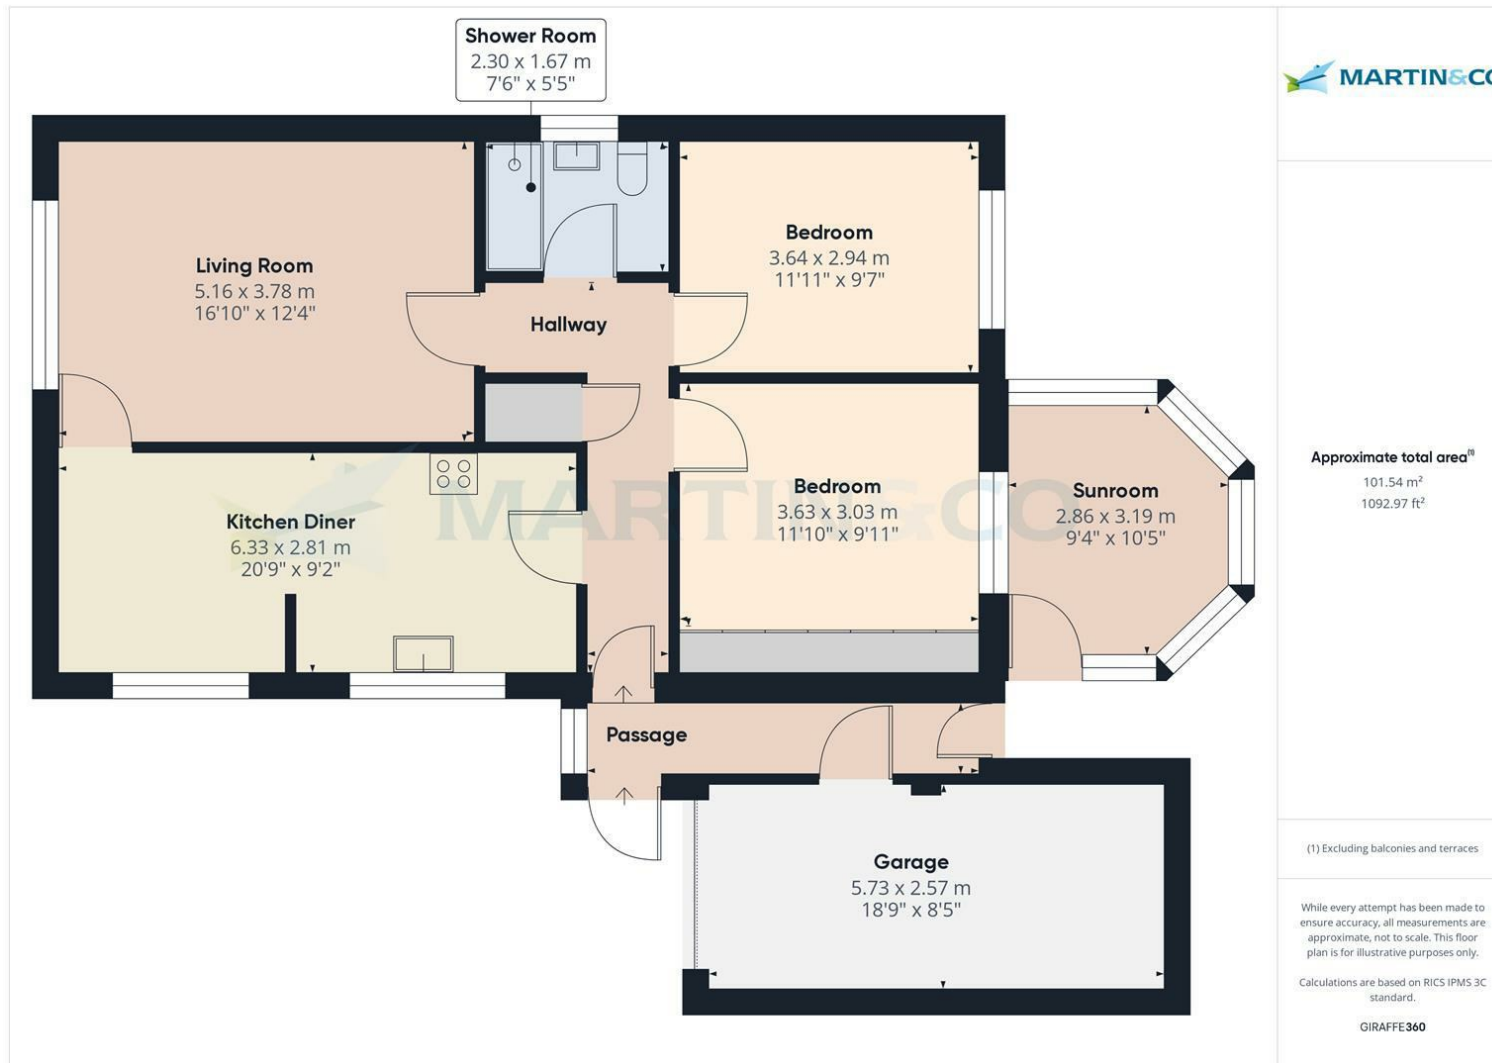 Shower Room
2.30 x 1.67 m
7'6" x 5'5"
MARTIN&CO
Living Room
5.16 x 3.78 m
16'10" x 12'4"
Hallway
Bedroom
3.64 x 2.94 m
11'11" x 9'7"
Kitchen Diner
6.33 x 2.81 m
20'9" x 9'2"
MARTIN&CO
Bedroom
3.63 x 3.03 m
11'10" x 9'11"
Sunroom
2.86 x 3.19 m
9'4" x 10'5"
Passage
Garage
5.73 x 2.57 m
18'9" x 8'5"
Approximate total area(1)
101.54 m²
1092.97 ft²
(1) Excluding balconies and terraces
While every attempt has been made to
ensure accuracy, all measurements are
approximate, not to scale. This floor
plan is for illustrative purposes only.
Calculations are based on RICS IPMS 3C
standard.
GIRAFFE360